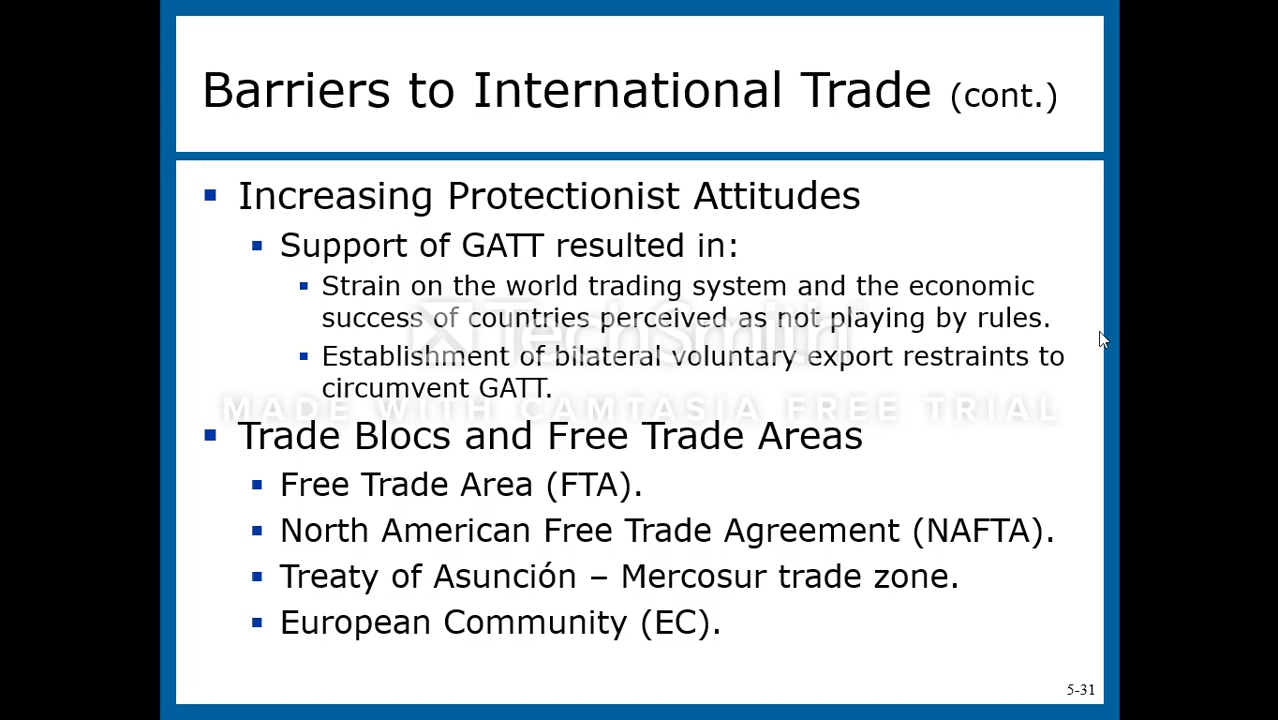 Barriers to International Trade (cont.)
Increasing Protectionist Attitudes
Support of GATT resulted in:
Strain on the world trading system and the economic
success of countries perceived as not playing by rules.
Establishment of bilateral voluntary export restraints to
circumvent GATT.
TechSmith
MADE WITH CAMTASIA FREE TRIAL
Trade Blocs and Free Trade Areas
Free Trade Area (FTA).
North American Free Trade Agreement (NAFTA).
Treaty of Asunción – Mercosur trade zone.
European Community (EC).
5-31